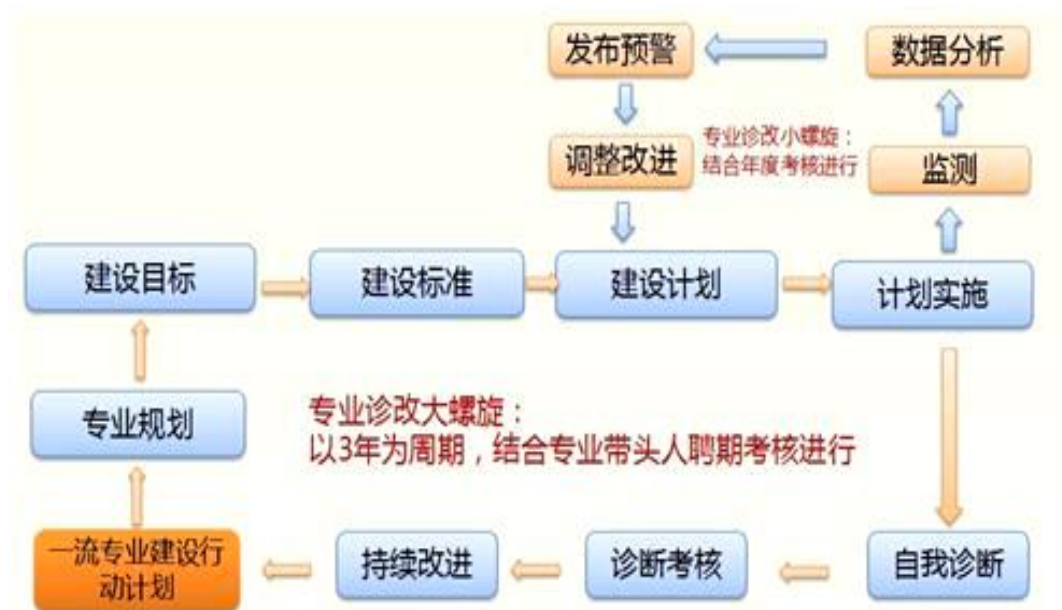 发布预警
数据分析
专业诊改小螺旋：
结合年度考核进行
调整改进
监测
建设目标
建设标准
建设计划
计划实施
专业规划
专业诊改大螺旋：
以3年为周期，结合专业带头人聘期考核进行
一流专业建设行
动计划
持续改进
诊断考核
自我诊断